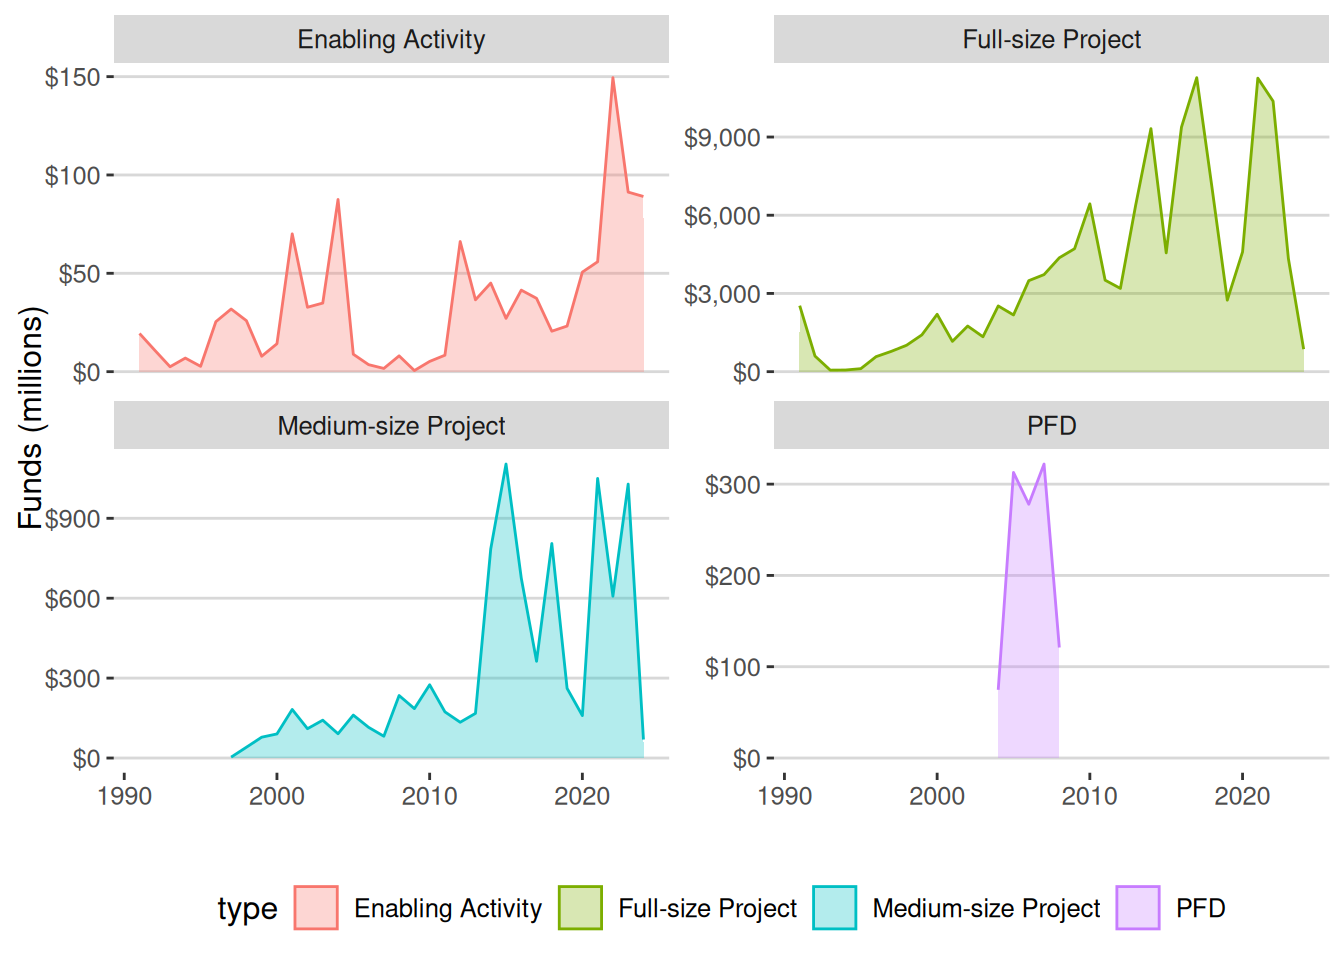 Enabling Activity
Full-size Project
$150
$100
$50
$0
$9,000
$6,000
$3,000
$0
Funds (millions)
Medium-size Project
PFD
$900
$600
$300
$0
$300
$200
$100
$0
1990 2000 2010 2020
1990 2000 2010 2020
type Enabling Activity Full-size Project Medium-size Project PFD